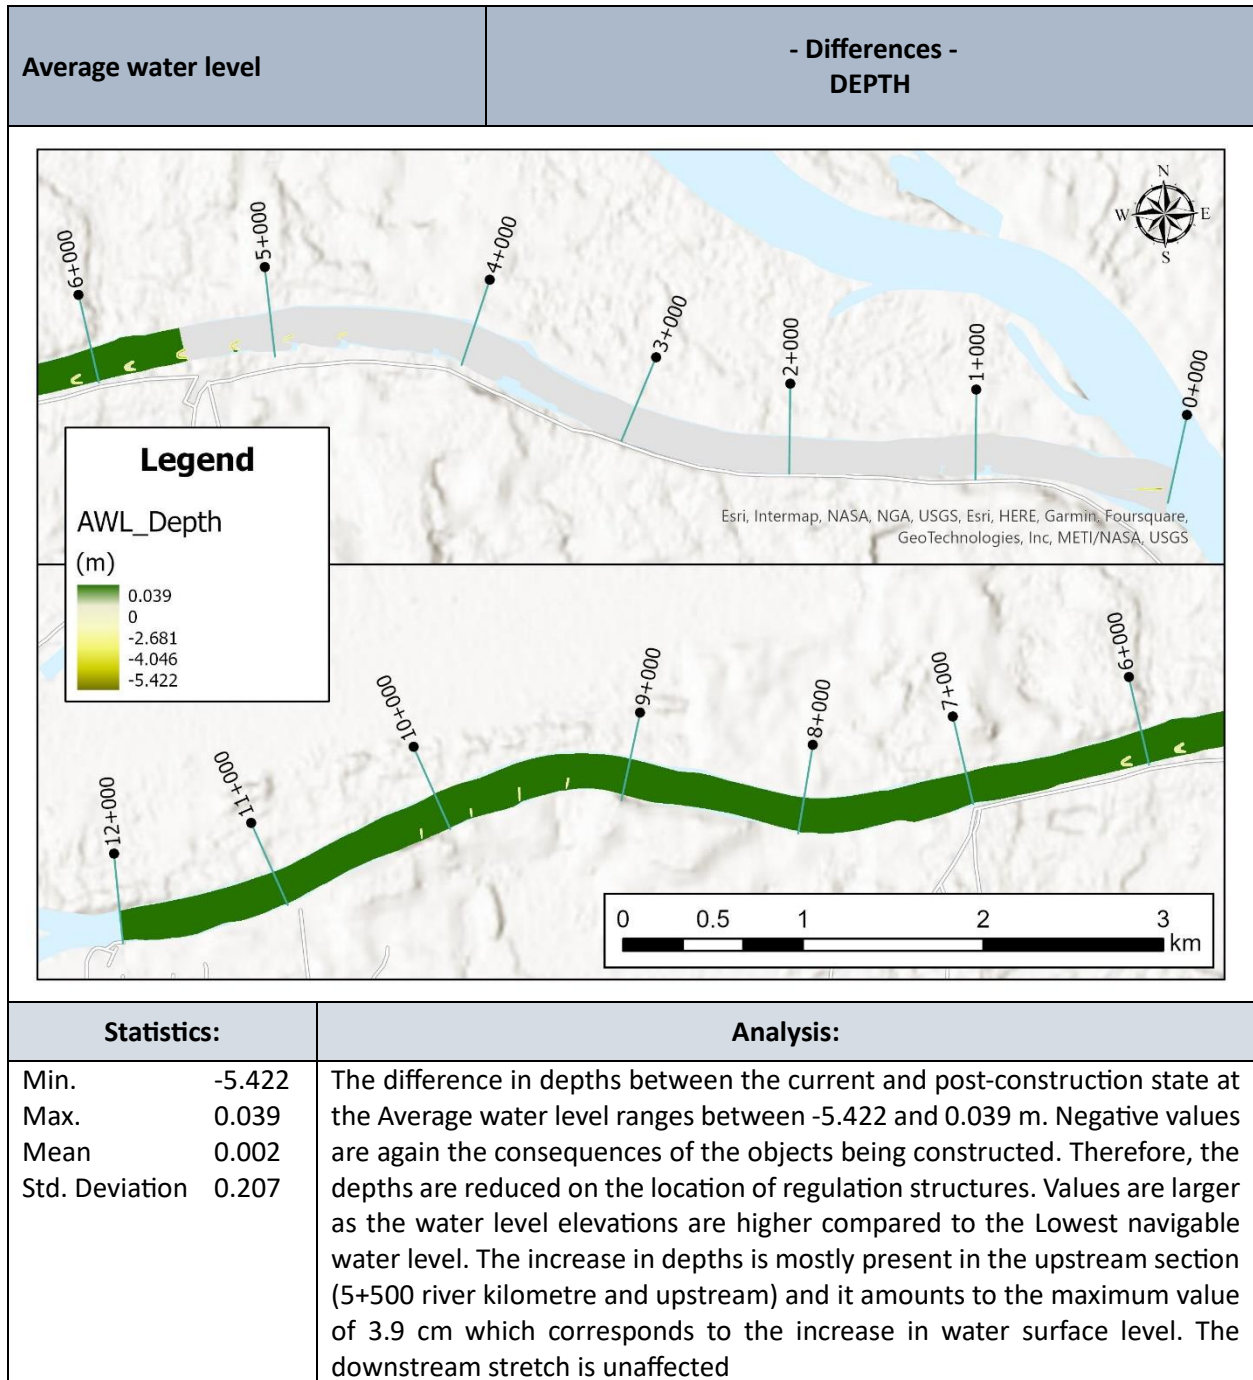 Average water level
- Differences -
DEPTH
N
W
E
S
6+000
5+000
4+000
3+000
2+000
1+000
0+000
Legend
AWL_Depth
(m)
0.039
0
-2.681
-4.046
-5.422
Esri, Intermap, NASA, NGA, USGS, Esri, HERE, Garmin, Foursquare,
GeoTechnologies, Inc, METI/NASA, USGS
12+000
11+000
10+000
9+000
8+000
7+000
6+000
0 0.5 1 2 3
km
Statistics:
Min. -5.422
Max. 0.039
Mean 0.002
Std. Deviation 0.207
Analysis:
The difference in depths between the current and post-construction state at
the Average water level ranges between -5.422 and 0.039 m. Negative values
are again the consequences of the objects being constructed. Therefore, the
depths are reduced on the location of regulation structures. Values are larger
as the water level elevations are higher compared to the Lowest navigable
water level. The increase in depths is mostly present in the upstream section
(5+500 river kilometre and upstream) and it amounts to the maximum value
of 3.9 cm which corresponds to the increase in water surface level. The
downstream stretch is unaffected